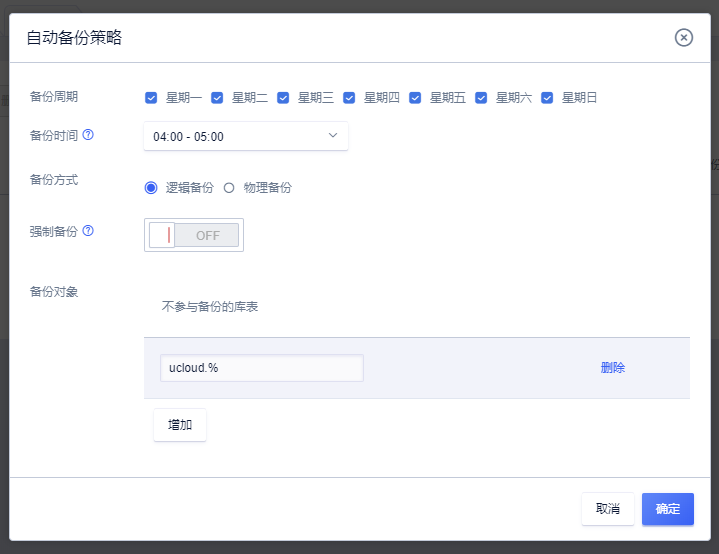 自动备份策略
备份周期 星期一 星期二 星期三 星期四 星期五 星期六 星期日
备份时间 04:00 - 05:00
备份方式 逻辑备份 物理备份
强制备份 OFF
备份对象
不参与备份的库表
ucloud.% 删除
增加
取消 确定